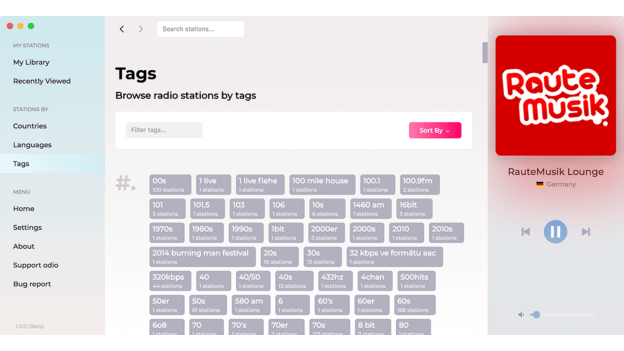 MY STATIONS
My Library
Recently Viewed
STATIONS BY
Countries
Languages
Tags
MENU
Home
Settings
About
Support odio
Bug report
1.0.0 (Beta)
Search stations...
Tags
Browse radio stations by tags
Filter tags...
Sort By
#.
00s
100 stations
1 live
1 stations
1 live fiehe
1 stations
100 mile house
1 stations
100.1
1 stations
100.9fm
2 stations
101
3 stations
101.5
1 stations
103
1 stations
106
1 stations
10s
6 stations
1460 am
1 stations
16bit
3 stations
1970s
1 stations
1980s
1 stations
1990s
1 stations
1bit
1 stations
2000er
3 stations
2000s
1 stations
2010
1 stations
2010s
1 stations
2014 burning man festival
1 stations
20s
10 stations
30s
12 stations
32 kbps ve formátu aac
1 stations
320kbps
44 stations
40
1 stations
40/50
1 stations
40s
13 stations
432hz
1 stations
4chan
1 stations
500hits
1 stations
50er
1 stations
50s
61 stations
580 am
1 stations
6
1 stations
60's
1 stations
60er
1 stations
60s
168 stations
6o8
70
70's
70er
70s
8 bit
80
Raute
musik.
RauteMusik Lounge
Germany